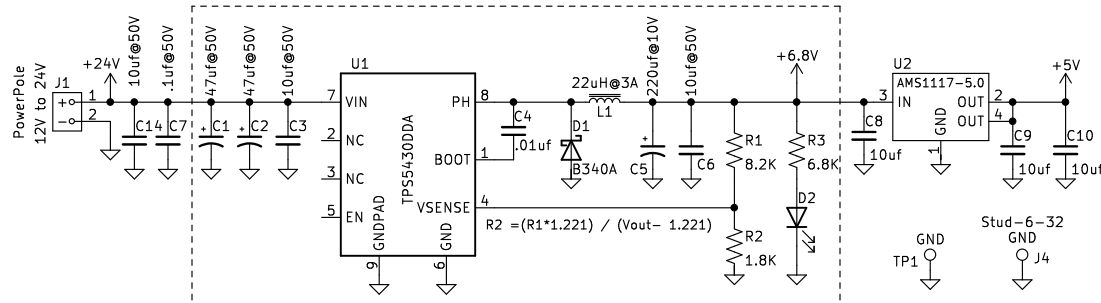 PowerPole
12V to 24V
J1
+
1
-
2
+24V
10uf@50V
C14
.1uf@50V
C7
47uf@50V
+
C1
47uf@50V
+
C2
10uf@50V
C3
U1
7
VIN
2
NC
3
NC
5
EN
TPS5430DDA
GNDPAD
9
GND
6
PH
8
BOOT
1
VSENSE
4
C4
.01uf
D1
B340A
22uH@3A
L1
220uf@10V
+
C5
10uf@50V
C6
R2 =(R1*1.221) / (Vout- 1.221)
R1
8.2K
R2
1.8K
+6.8V
R3
6.8K
D2
C8
10uf
U2
AMS1117-5.0
3
IN
OUT
2
OUT
4
GND
1
+5V
C9
10uf
C10
10uf
GND
TP1
Stud-6-32
GND
J4